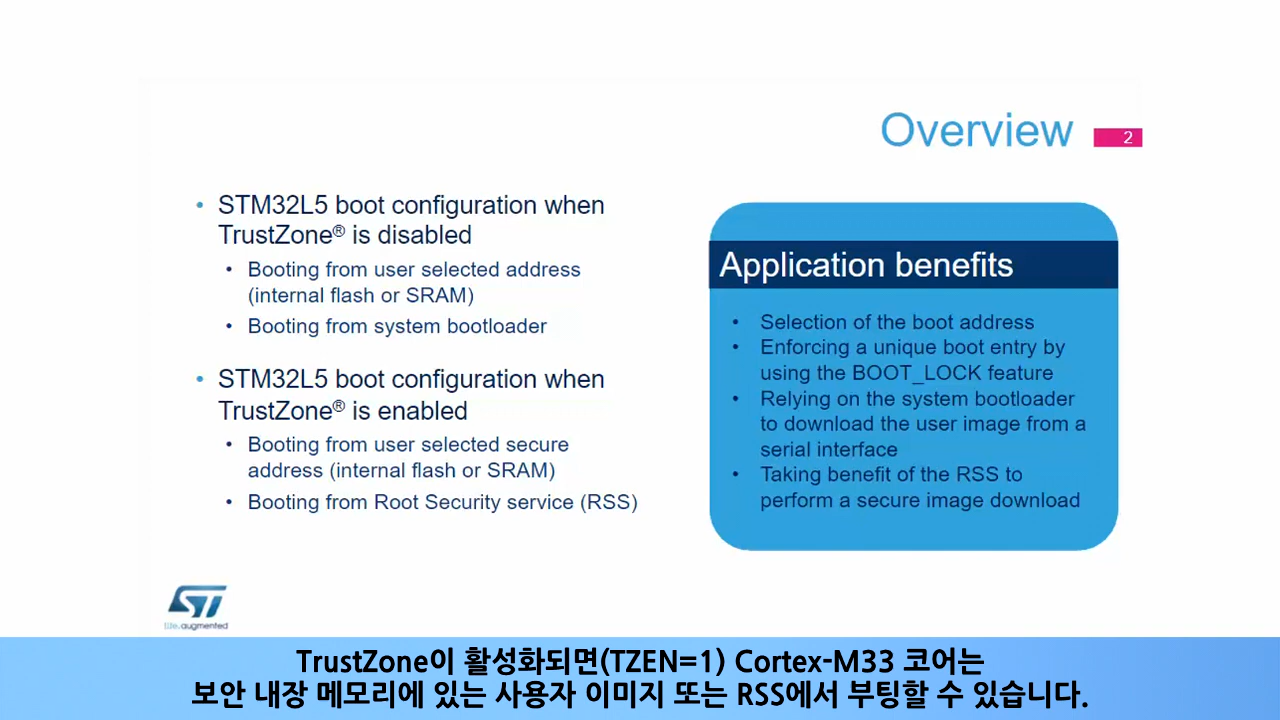 Overview
2
• STM32L5 boot configuration when
TrustZone® is disabled
• Booting from user selected address
(internal flash or SRAM)
• Booting from system bootloader
• STM32L5 boot configuration when
TrustZone® is enabled
• Booting from user selected secure
address (internal flash or SRAM)
• Booting from Root Security service (RSS)
Application benefits
• Selection of the boot address
• Enforcing a unique boot entry by
using the BOOT_LOCK feature
• Relying on the system bootloader
to download the user image from a
serial interface
• Taking benefit of the RSS to
perform a secure image download
ST
life.augmented
TrustZone이 활성화되면(TZEN=1) Cortex-M33 코어는
보안 내장 메모리에 있는 사용자 이미지 또는 RSS에서 부팅할 수 있습니다.